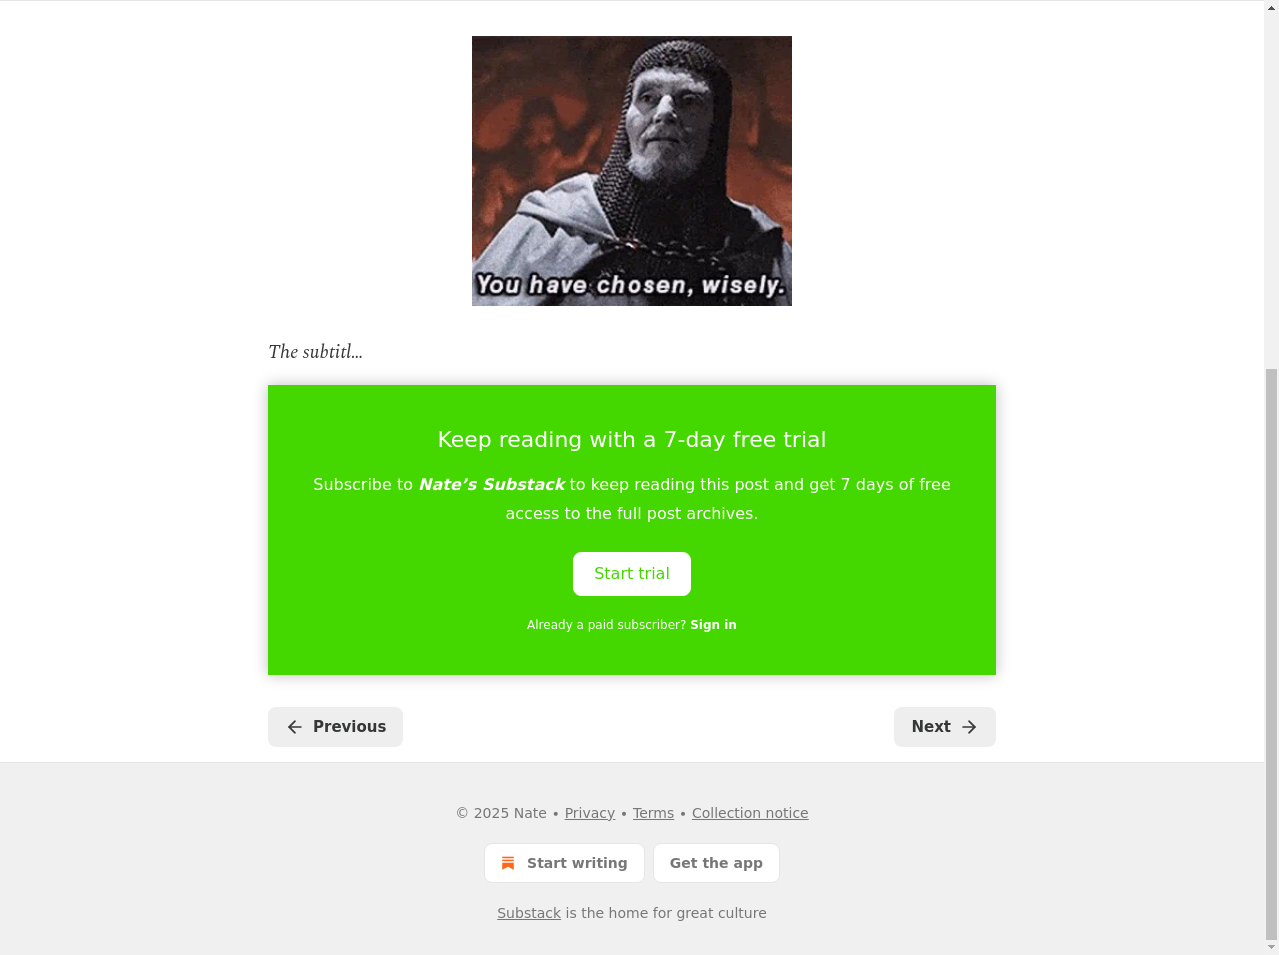 You have chosen, wisely.
The subtitl…
Keep reading with a 7-day free trial
Subscribe to Nate’s Substack to keep reading this post and get 7 days of free
access to the full post archives.
Start trial
Already a paid subscriber? Sign in
Previous
Next
© 2025 Nate ∙ Privacy ∙ Terms ∙ Collection notice
Start writing
Get the app
Substack is the home for great culture